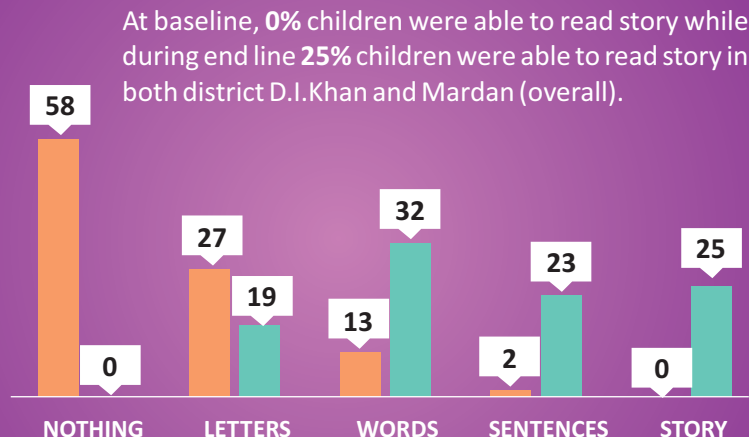 At baseline, 0% children were able to read story while
during end line 25% children were able to read story in
both district D.I.Khan and Mardan (overall).
58
0
27
19
13
32
2
23
0
25
NOTHING LETTERS WORDS SENTENCES STORY